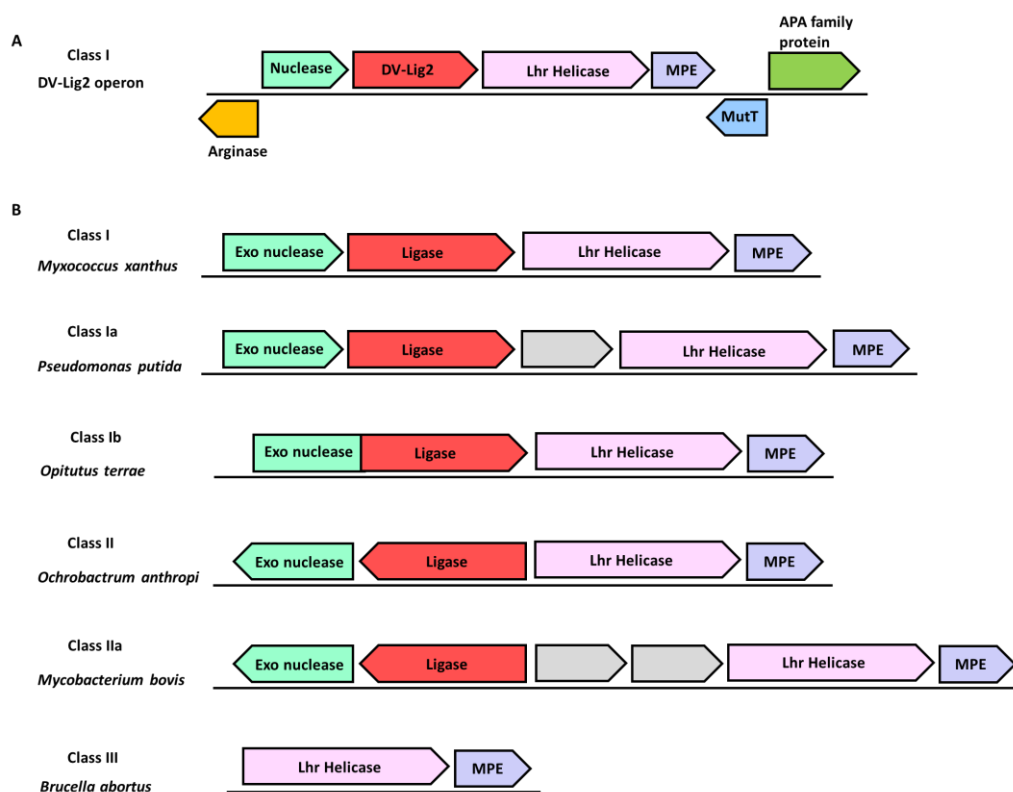 A
Class I
DV-Lig2 operon
APA family
protein
Nuclease
DV-Lig2
Lhr Helicase
MPE
MutT
Arginase
B
Class I
Myxococcus xanthus
Exo nuclease
Ligase
Lhr Helicase
MPE
Class Ia
Pseudomonas putida
Exo nuclease
Ligase
Lhr Helicase
MPE
Class Ib
Opitutus terrae
Exo nuclease
Ligase
Lhr Helicase
MPE
Class II
Ochrobactrum anthropi
Exo nuclease
Ligase
Lhr Helicase
MPE
Class IIa
Mycobacterium bovis
Exo nuclease
Ligase
Lhr Helicase
MPE
Class III
Brucella abortus
Lhr Helicase
MPE